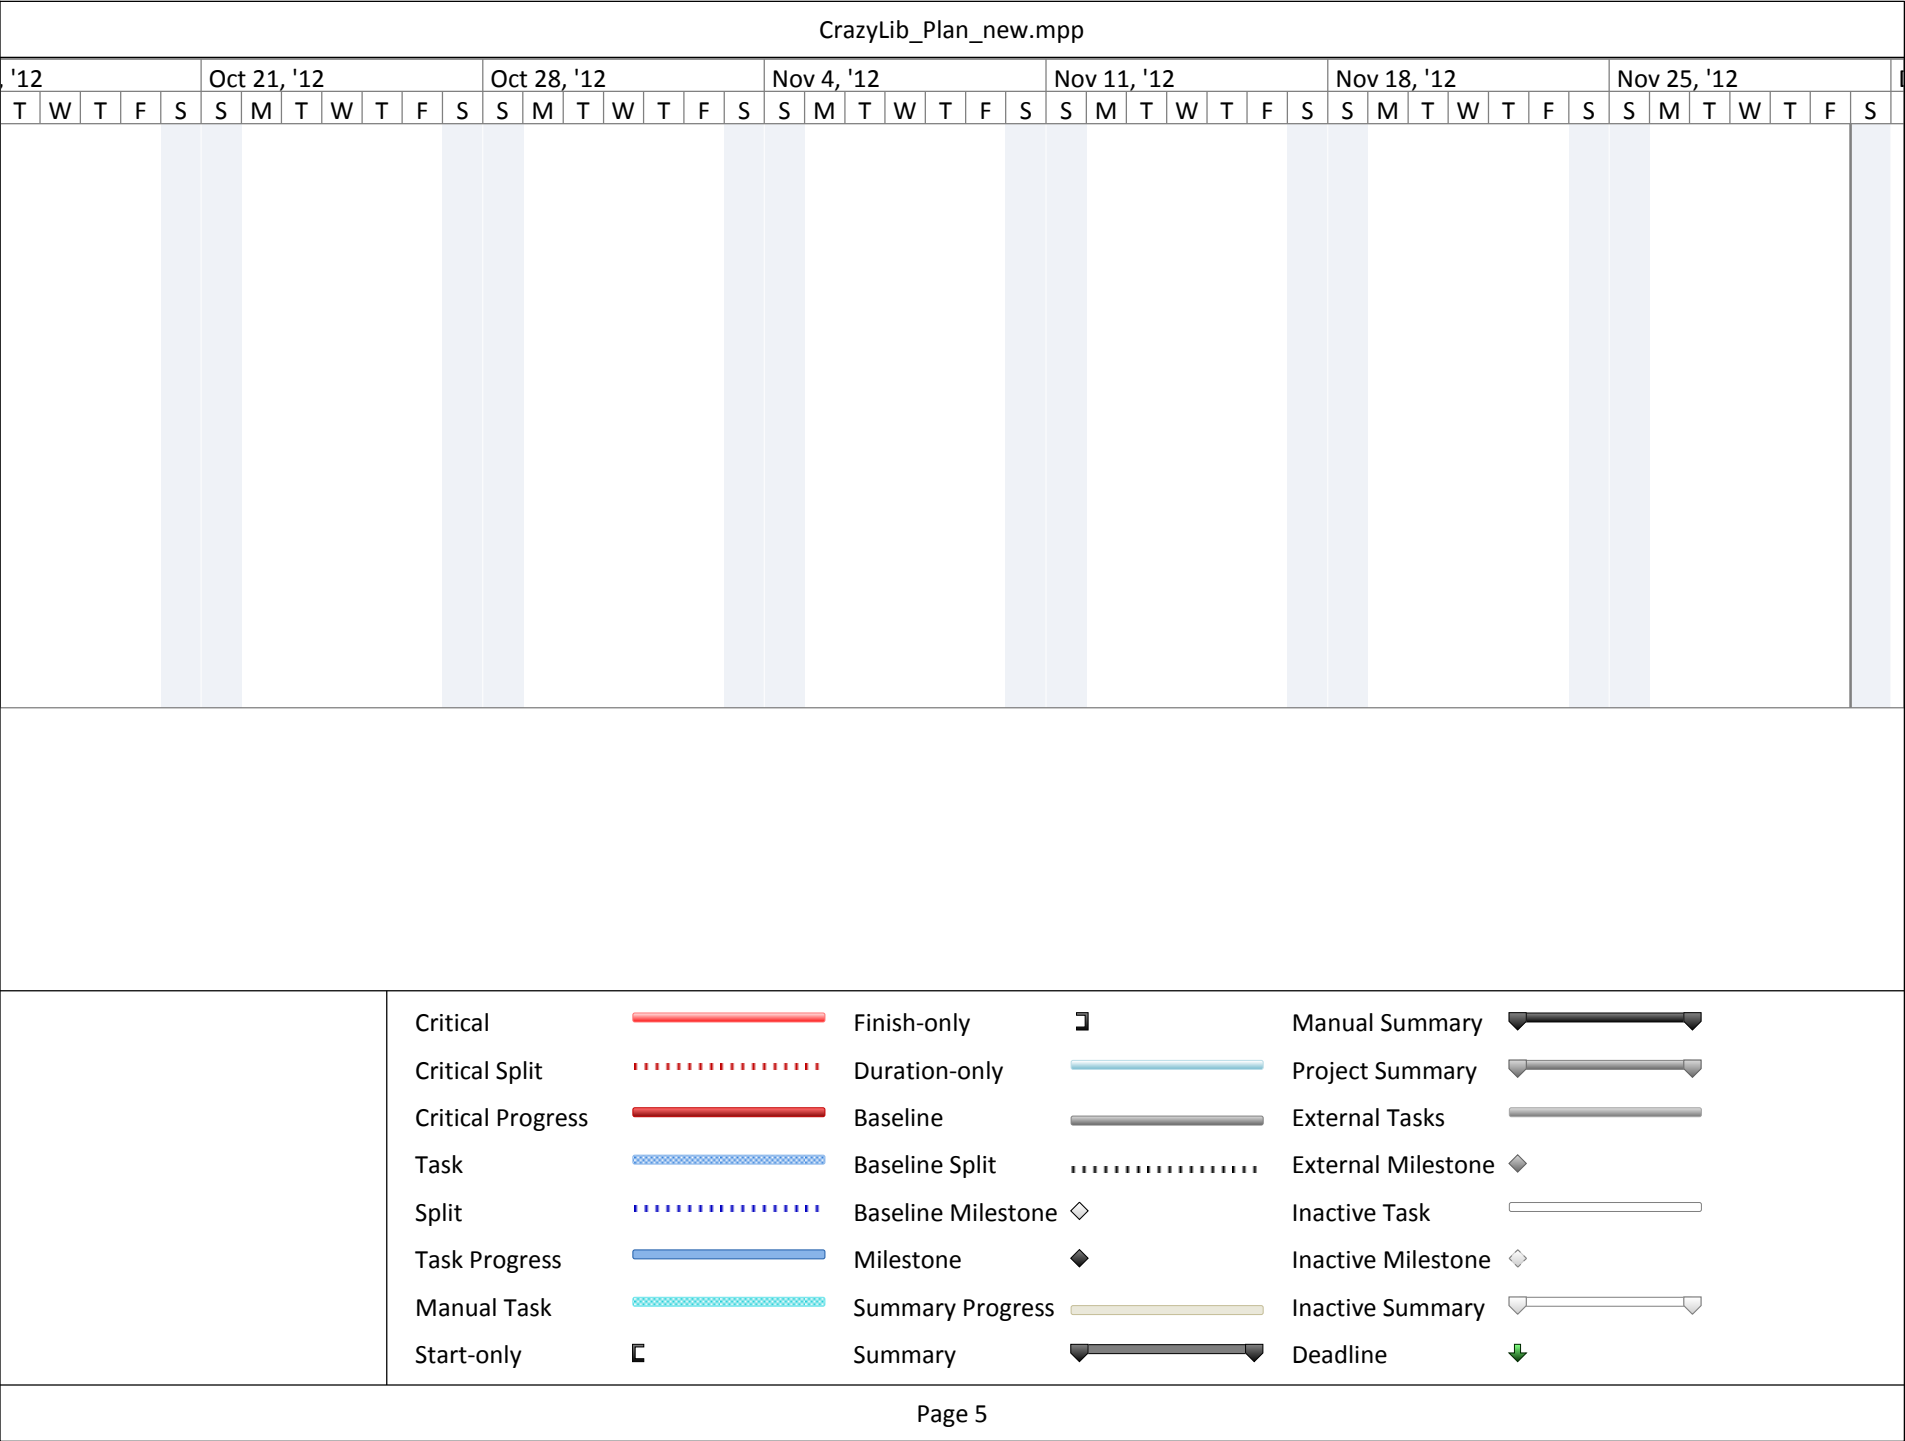 CrazyLib_Plan_new.mpp
, '12 Oct 21, '12 Oct 28, '12 Nov 4, '12 Nov 11, '12 Nov 18, '12 Nov 25, '12
T W T F S S M T W T F S S M T W T F S S M T W T F S S M T W T F S S M T W T F S S M T W T F S
Critical Finish-only Manual Summary
Critical Split Duration-only Project Summary
Critical Progress Baseline External Tasks
Task Baseline Split External Milestone
Split Baseline Milestone Inactive Task
Task Progress Milestone Inactive Milestone
Manual Task Summary Progress Inactive Summary
Start-only Summary Deadline
Page 5